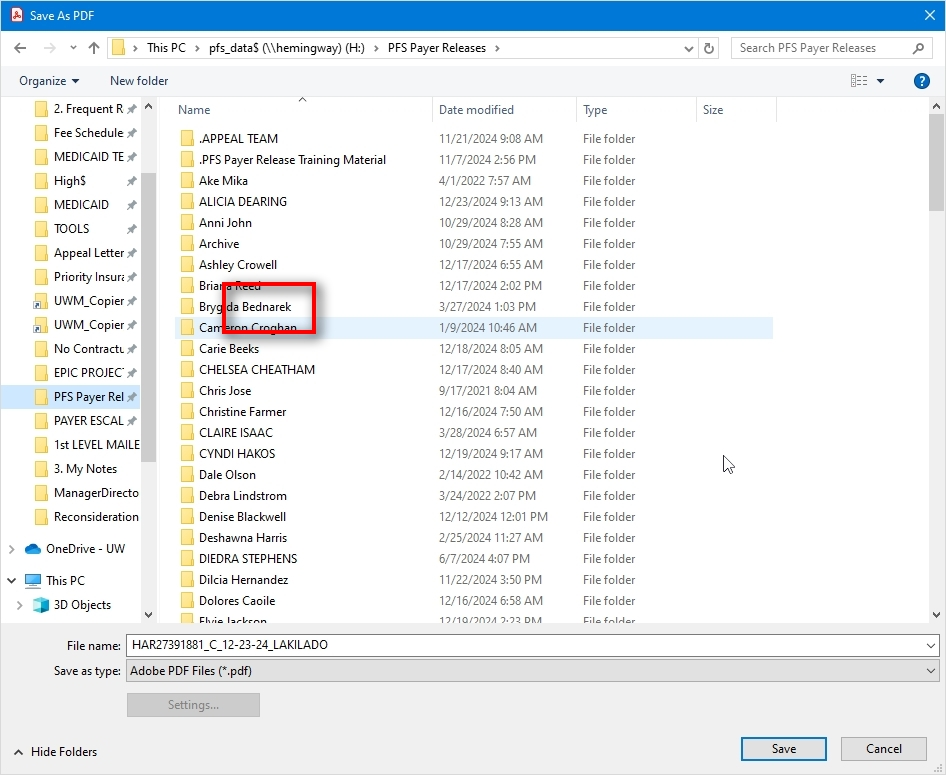 Save As PDF
This PC > pfs_data$ (\\hemingway) (H:) > PFS Payer Releases >
Search PFS Payer Releases
Organize
New folder
?
Name
Date modified
Type
Size
2. Frequent R
Fee Schedule
MEDICAID TE
High$
MEDICAID
TOOLS
Appeal Letter
Priority Insura
UWM_Copier
UWM_Copier
No Contractu
EPIC PROJECT
PFS Payer Rel
PAYER ESCAL
1st LEVEL MAILE
3. My Notes
ManagerDirecto
Reconsideration
OneDrive - UW
This PC
3D Objects
.APPEAL TEAM 11/21/2024 9:08 AM File folder
.PFS Payer Release Training Material 11/7/2024 2:56 PM File folder
Ake Mika 4/1/2022 7:57 AM File folder
ALICIA DEARING 12/23/2024 9:13 AM File folder
Anni John 10/29/2024 8:28 AM File folder
Archive 10/29/2024 7:55 AM File folder
Ashley Crowell 12/17/2024 6:55 AM File folder
Briana Reed 12/17/2024 2:02 PM File folder
Brygida Bednarek 3/27/2024 1:03 PM File folder
Cameron Croghan 1/9/2024 10:46 AM File folder
Carie Beeks 12/18/2024 8:05 AM File folder
CHELSEA CHEATHAM 12/17/2024 8:40 AM File folder
Chris Jose 9/17/2021 8:04 AM File folder
Christine Farmer 12/16/2024 7:50 AM File folder
CLAIRE ISAAC 3/28/2024 6:57 AM File folder
CYNDI HAKOS 12/19/2024 9:17 AM File folder
Dale Olson 2/14/2022 10:42 AM File folder
Debra Lindstrom 3/24/2022 2:07 PM File folder
Denise Blackwell 12/12/2024 12:01 PM File folder
Deshawna Harris 2/25/2024 11:27 AM File folder
DIEDRA STEPHENS 6/7/2024 4:07 PM File folder
Dilcia Hernandez 11/22/2024 3:50 PM File folder
Dolores Caoile 12/16/2024 6:58 AM File folder
Elvie Jackson 12/19/2024 2:23 PM File folder
File name: HAR27391881_C_12-23-24_LAKILADO
Save as type: Adobe PDF Files (*.pdf)
Settings...
Hide Folders
Save
Cancel